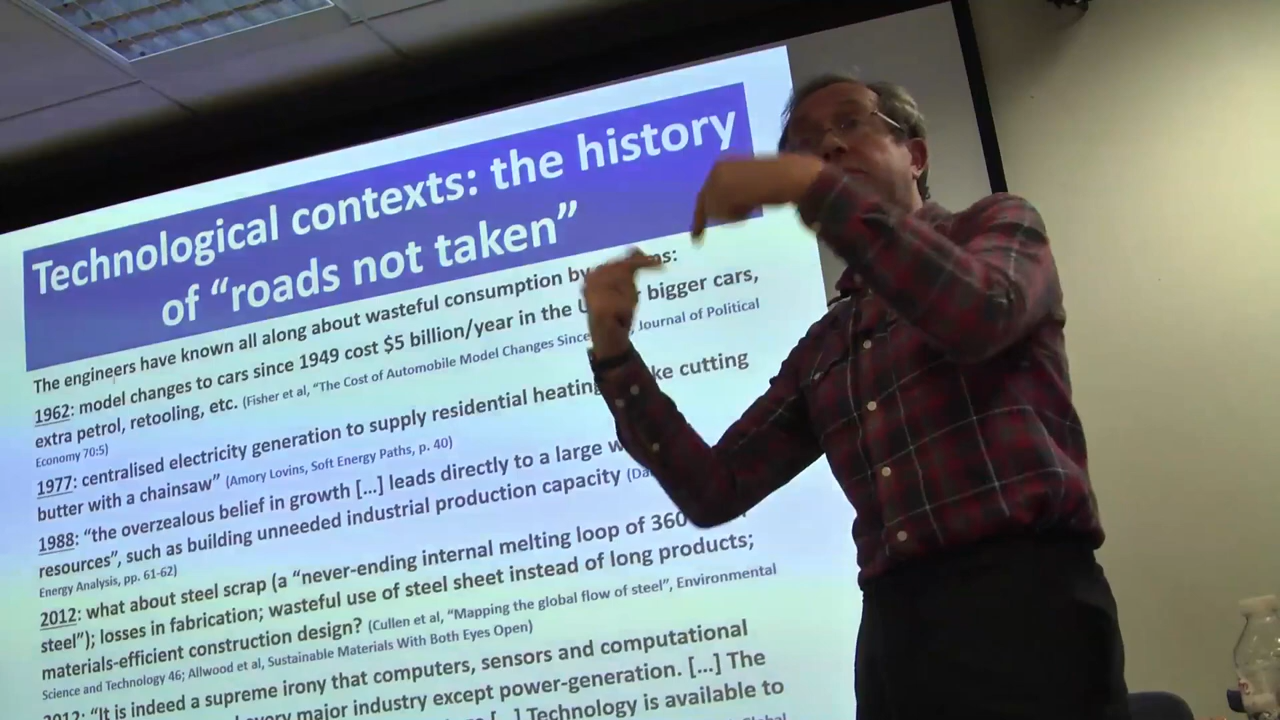 Technological contexts: the history
of “roads not taken”
The engineers have known all along about wasteful consumption by
1962: model changes to cars since 1949 cost $5 billion/year in the bigger cars,
extra petrol, retooling, etc. (Fisher et al, “The Cost of Automobile Model Changes Since Journal of Political
Economy 70:5)
1977: centralised electricity generation to supply residential heating cutting
butter with a chainsaw” (Amory Lovins, Soft Energy Paths, p. 40)
1988: “the overzealous belief in growth [...] leads directly to a large
resources”, such as building unneeded industrial production capacity
Energy Analysis, pp. 61-62)
2012: what about steel scrap (a “never-ending internal melting loop of 360
steel”); losses in fabrication; wasteful use of steel sheet instead of long products;
materials-efficient construction design? (Cullen et al, “Mapping the global flow of steel”, Environmental
Science and Technology 46; Allwood et al, Sustainable Materials With Both Eyes Open)
2012: “It is indeed a supreme irony that computers, sensors and computational
every major industry except power-generation. [...] The
[...] Technology is available to
Global